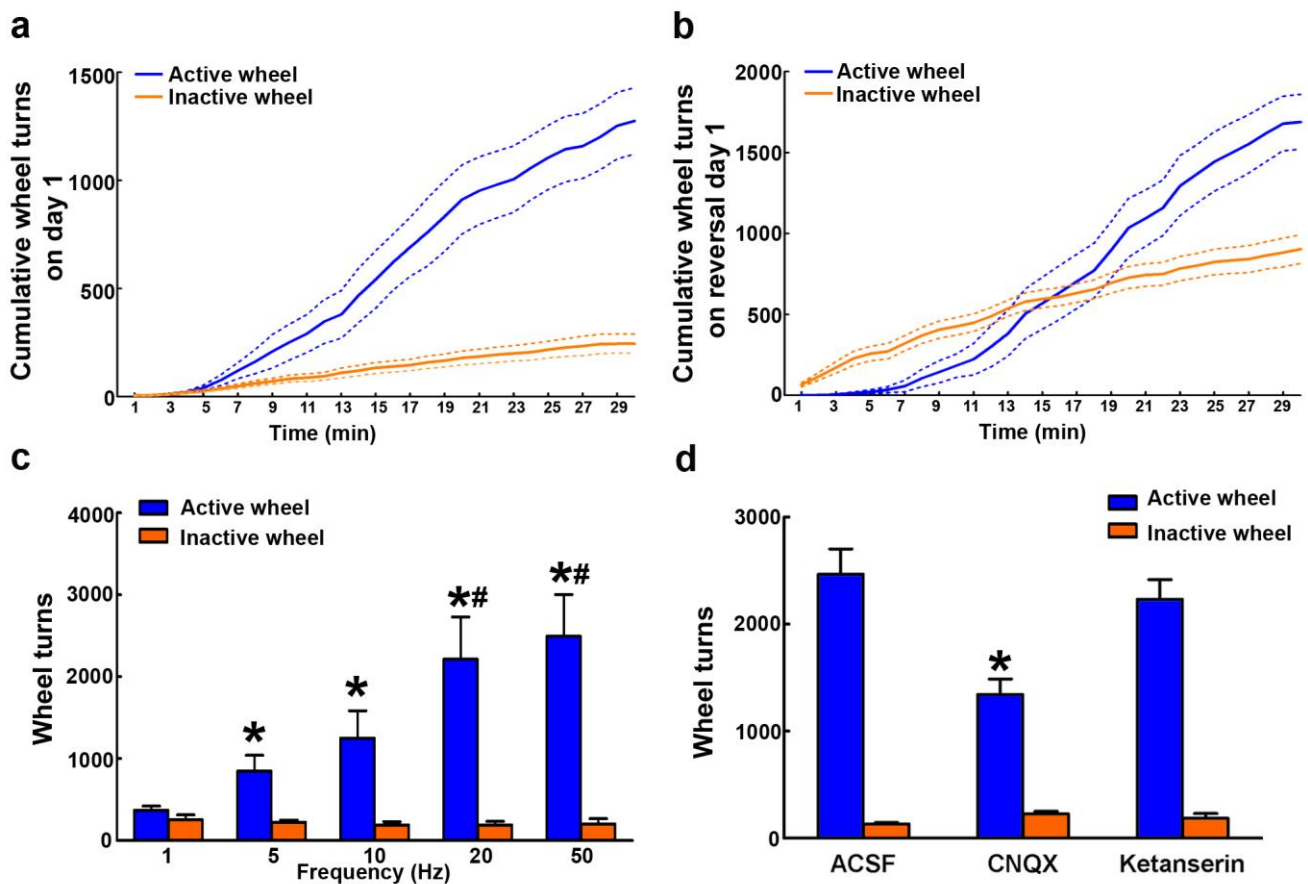 a
Active wheel
Inactive wheel
Cumulative wheel turns
on day 1
1500
1000
500
0
1 3 5 7 9 11 13 15 17 19 21 23 25 27 29
Time (min)
b
Active wheel
Inactive wheel
Cumulative wheel turns
on reversal day 1
2000
1500
1000
500
0
1 3 5 7 9 11 13 15 17 19 21 23 25 27 29
Time (min)
c
Active wheel
Inactive wheel
Wheel turns
4000
3000
2000
1000
0
* * *# *#
1 5 10 20 50
Frequency (Hz)
d
Active wheel
Inactive wheel
Wheel turns
3000
2000
1000
0
*
ACSF CNQX Ketanserin